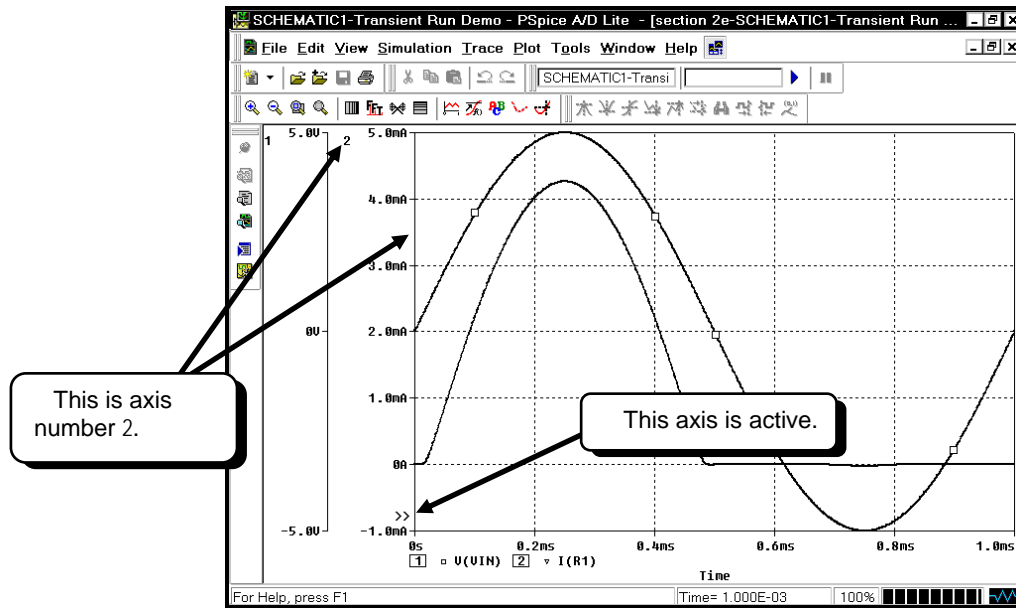 SCHEMATIC1-Transient Run Demo - PSpice A/D Lite - [section 2e-SCHEMATIC1-Transient Run ...
File Edit View Simulation Trace Plot Tools Window Help
SCHEMATIC1-Transi
FFT
1 5.0V 2 5.0mA
4.0mA
3.0mA
0V 2.0mA
This is axis
number 2.
1.0mA
This axis is active.
0A
>>
-5.0V -1.0mA
0s 0.2ms 0.4ms 0.6ms 0.8ms 1.0ms
1 V(VIN) 2 I(R1)
Time
For Help, press F1 Time= 1.000E-03 100%